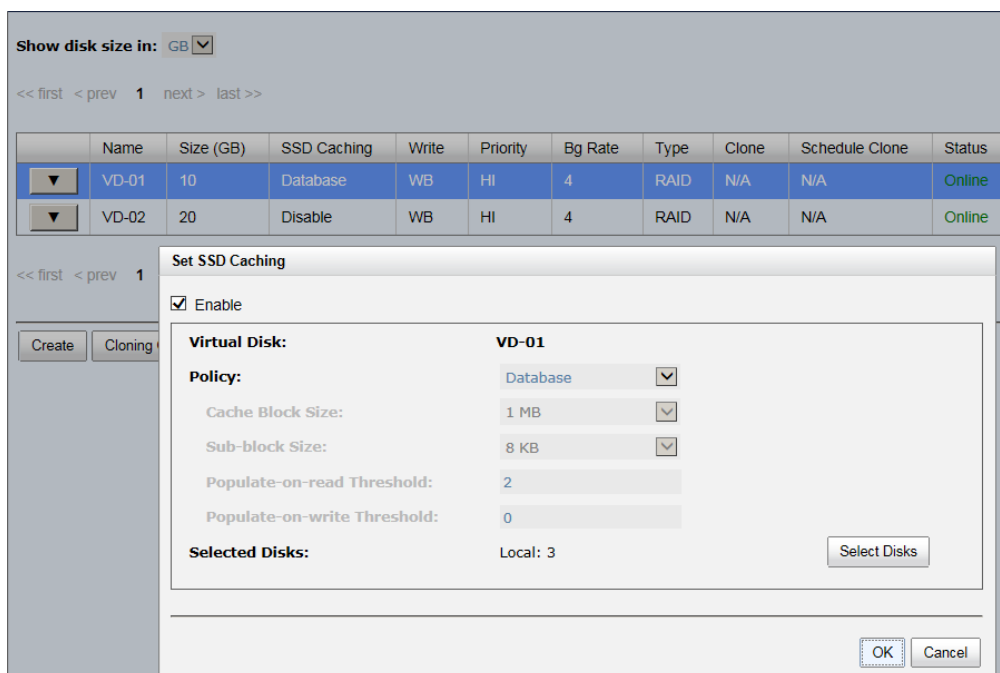 Show disk size in: GB
<< first < prev 1 next > last >>
Name Size (GB) SSD Caching Write Priority Bg Rate Type Clone Schedule Clone Status
▼ VD-01 10 Database WB HI 4 RAID N/A N/A Online
▼ VD-02 20 Disable WB HI 4 RAID N/A N/A Online
<< first < prev 1
Create Cloning
Set SSD Caching
Enable
Virtual Disk: VD-01
Policy: Database
Cache Block Size: 1 MB
Sub-block Size: 8 KB
Populate-on-read Threshold: 2
Populate-on-write Threshold: 0
Selected Disks: Local: 3 Select Disks
OK Cancel